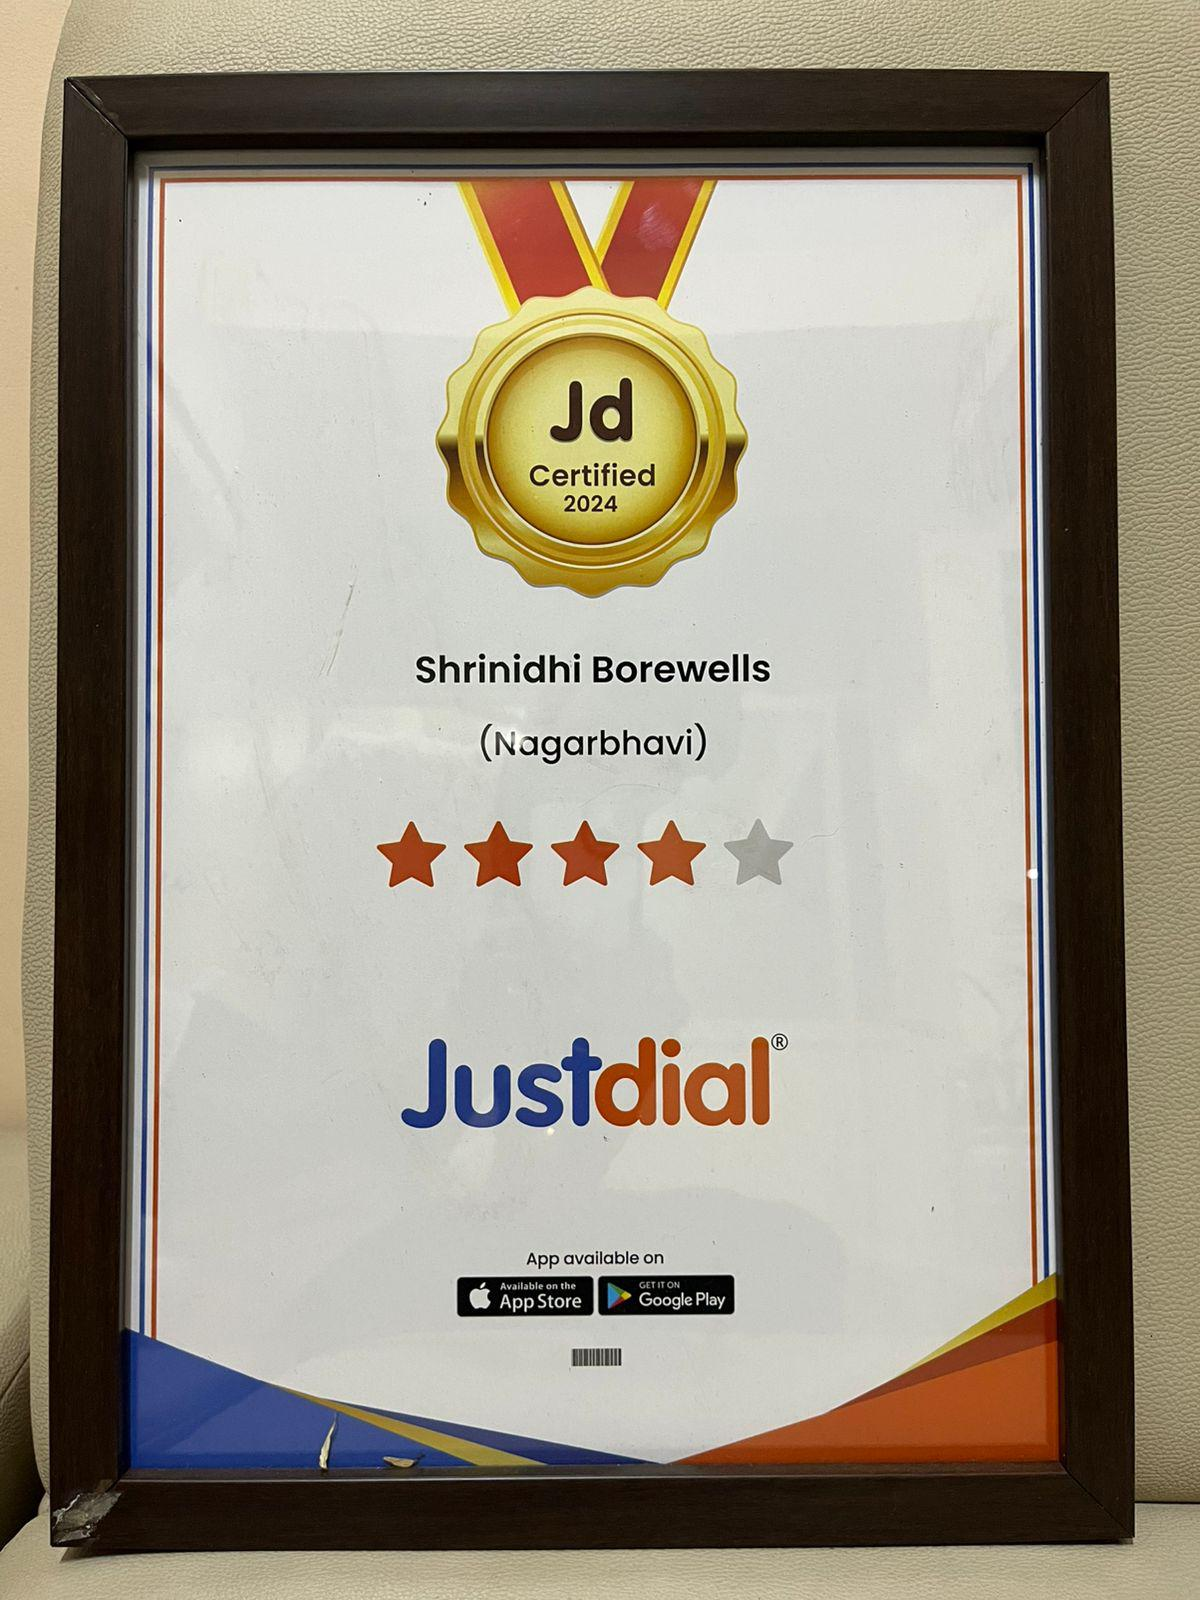 Jd
Certified
2024
Shrinidhi Borewells
(Nagarbhavi)
Justdial®
App available on
Available on the
App Store
GET IT ON
Google Play